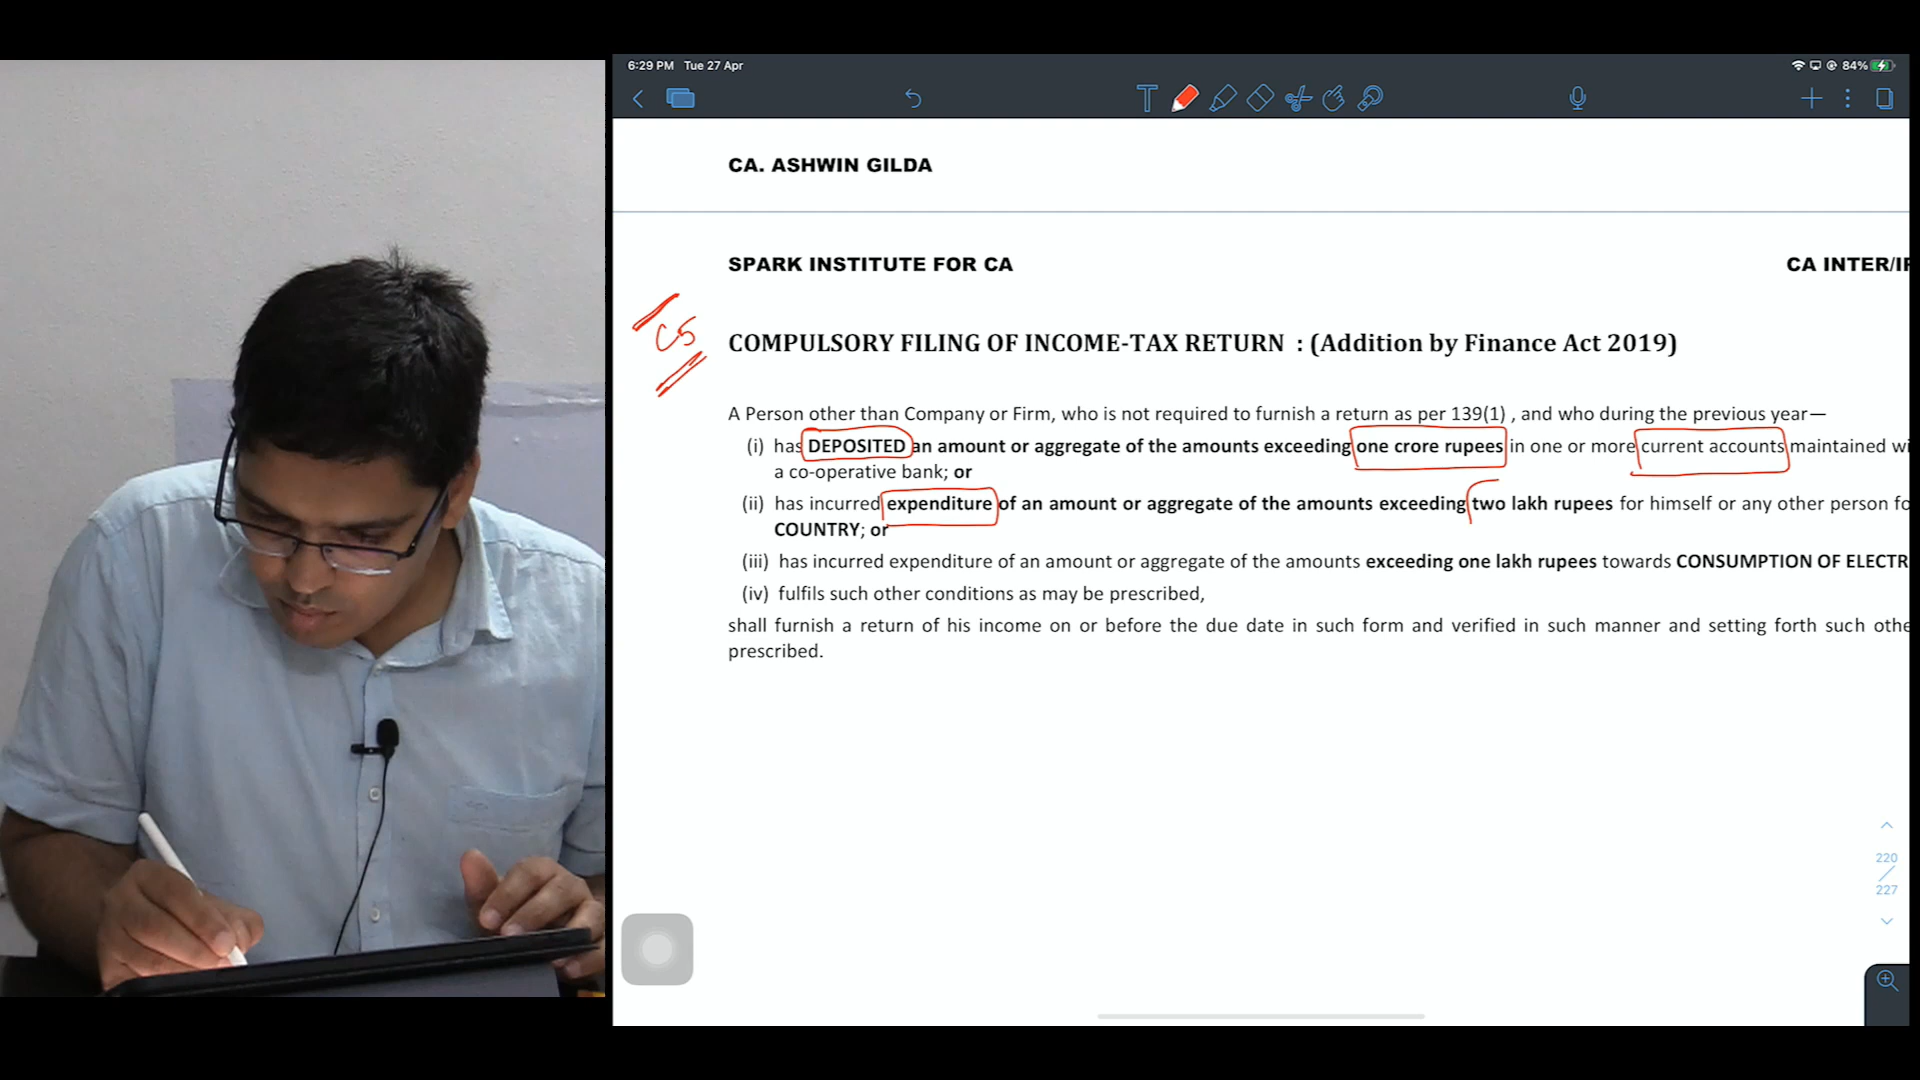 6:29 PM Tue 27 Apr
84%
CA. ASHWIN GILDA
SPARK INSTITUTE FOR CA
CA INTER/I
C5
COMPULSORY FILING OF INCOME-TAX RETURN : (Addition by Finance Act 2019)
A Person other than Company or Firm, who is not required to furnish a return as per 139(1) , and who during the previous year—
(i) has DEPOSITED an amount or aggregate of the amounts exceeding one crore rupees in one or more current accounts maintained wi
a co-operative bank; or
(ii) has incurred expenditure of an amount or aggregate of the amounts exceeding two lakh rupees for himself or any other person fo
COUNTRY; or
(iii) has incurred expenditure of an amount or aggregate of the amounts exceeding one lakh rupees towards CONSUMPTION OF ELECTR
(iv) fulfils such other conditions as may be prescribed,
shall furnish a return of his income on or before the due date in such form and verified in such manner and setting forth such othe
prescribed.
220
227